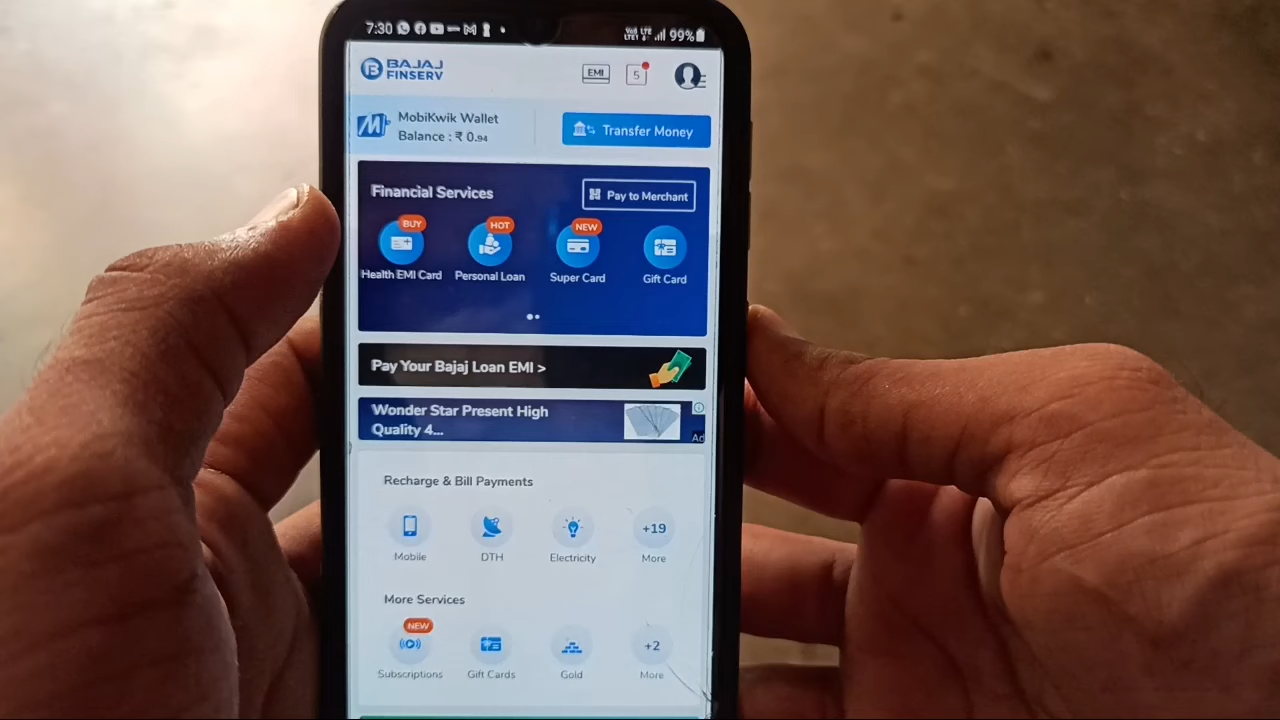 7:30
99%
BAJAJ
FINSERV
EMI
5
MobiKwik Wallet
Balance : ₹ 0.94
Transfer Money
Financial Services
Pay to Merchant
BUY
HOT
NEW
Health EMI Card
Personal Loan
Super Card
Gift Card
Pay Your Bajaj Loan EMI >
Wonder Star Present High
Quality 4...
Ad
Recharge & Bill Payments
+19
Mobile
DTH
Electricity
More
More Services
NEW
+2
Subscriptions
Gift Cards
Gold
More